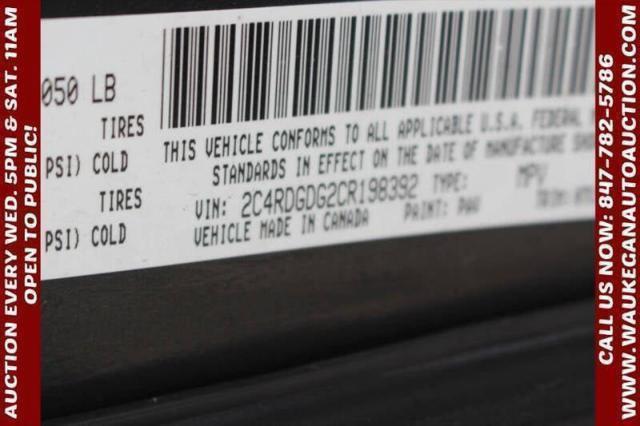 AUCTION EVERY WED. 5PM & SAT. 11AM
OPEN TO PUBLIC!
050 LB
TIRES
PSI) COLD
TIRES
PSI) COLD
THIS VEHICLE CONFORMS TO ALL APPLICABLE U.S.A. FEDERAL
STANDARDS IN EFFECT ON THE DATE OF MANUFACTURE
VIN: 2C4RDGDG2CR198392 TYPE: MPV
VEHICLE MADE IN CANADA PAINT:
CALL US NOW: 847-782-5786
WWW.WAUKEGANAUTOAUCTION.COM